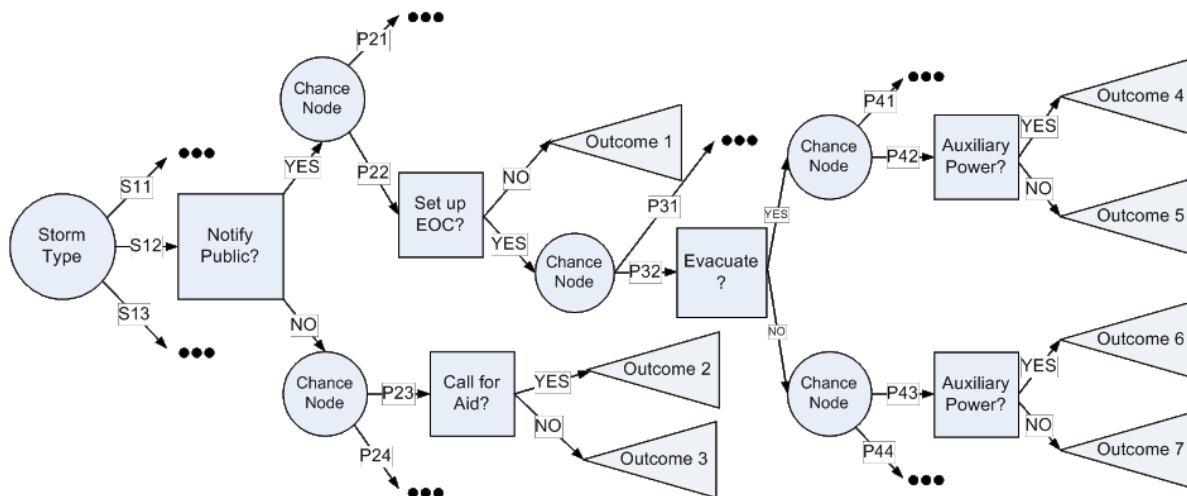 Storm
Type
S11
S12
S13
Notify
Public?
YES
NO
Chance
Node
P21
P22
Set up
EOC?
NO
YES
Outcome 1
Chance
Node
P31
P32
Evacuate
?
YES
NO
Chance
Node
P41
P42
Auxiliary
Power?
YES
NO
Outcome 4
Outcome 5
Chance
Node
P43
P44
Auxiliary
Power?
YES
NO
Outcome 6
Outcome 7
Chance
Node
P23
P24
Call for
Aid?
YES
NO
Outcome 2
Outcome 3